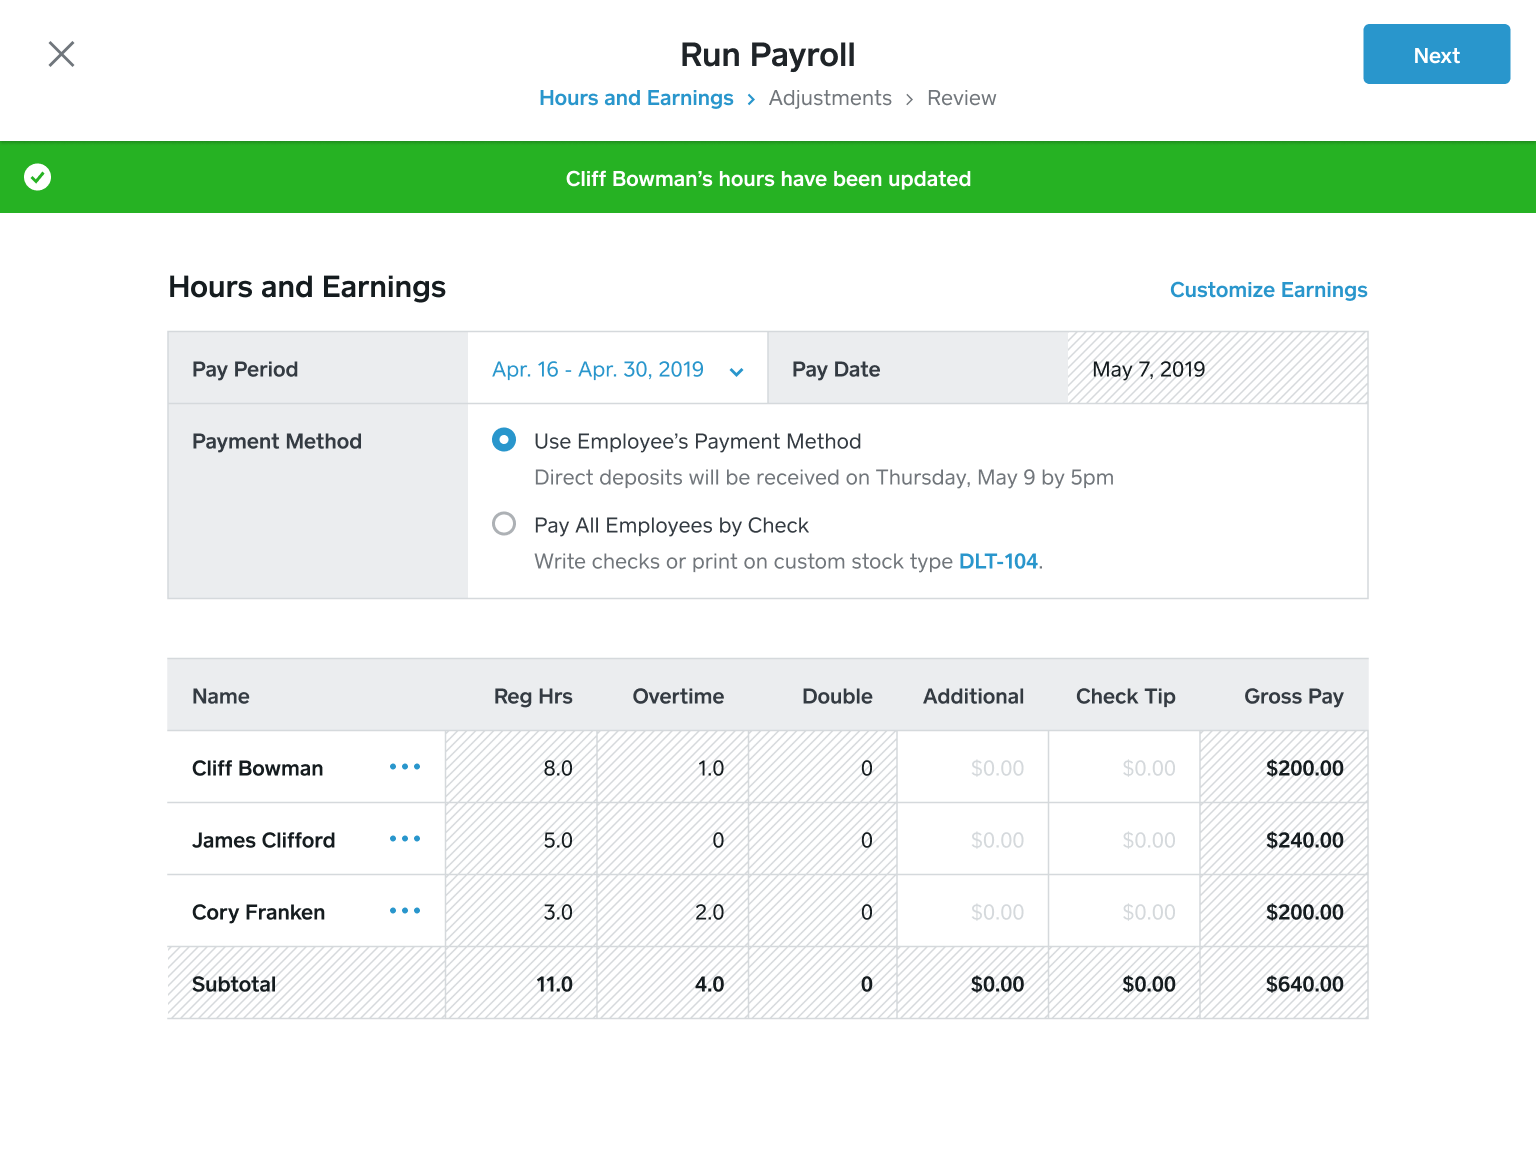 Run Payroll
Next
Hours and Earnings > Adjustments > Review
Cliff Bowman’s hours have been updated
Hours and Earnings
Customize Earnings
Pay Period Apr. 16 - Apr. 30, 2019 Pay Date May 7, 2019
Payment Method Use Employee’s Payment Method
Direct deposits will be received on Thursday, May 9 by 5pm
Pay All Employees by Check
Write checks or print on custom stock type DLT-104.
Name Reg Hrs Overtime Double Additional Check Tip Gross Pay
Cliff Bowman 8.0 1.0 0 $0.00 $0.00 $200.00
James Clifford 5.0 0 0 $0.00 $0.00 $240.00
Cory Franken 3.0 2.0 0 $0.00 $0.00 $200.00
Subtotal 11.0 4.0 0 $0.00 $0.00 $640.00